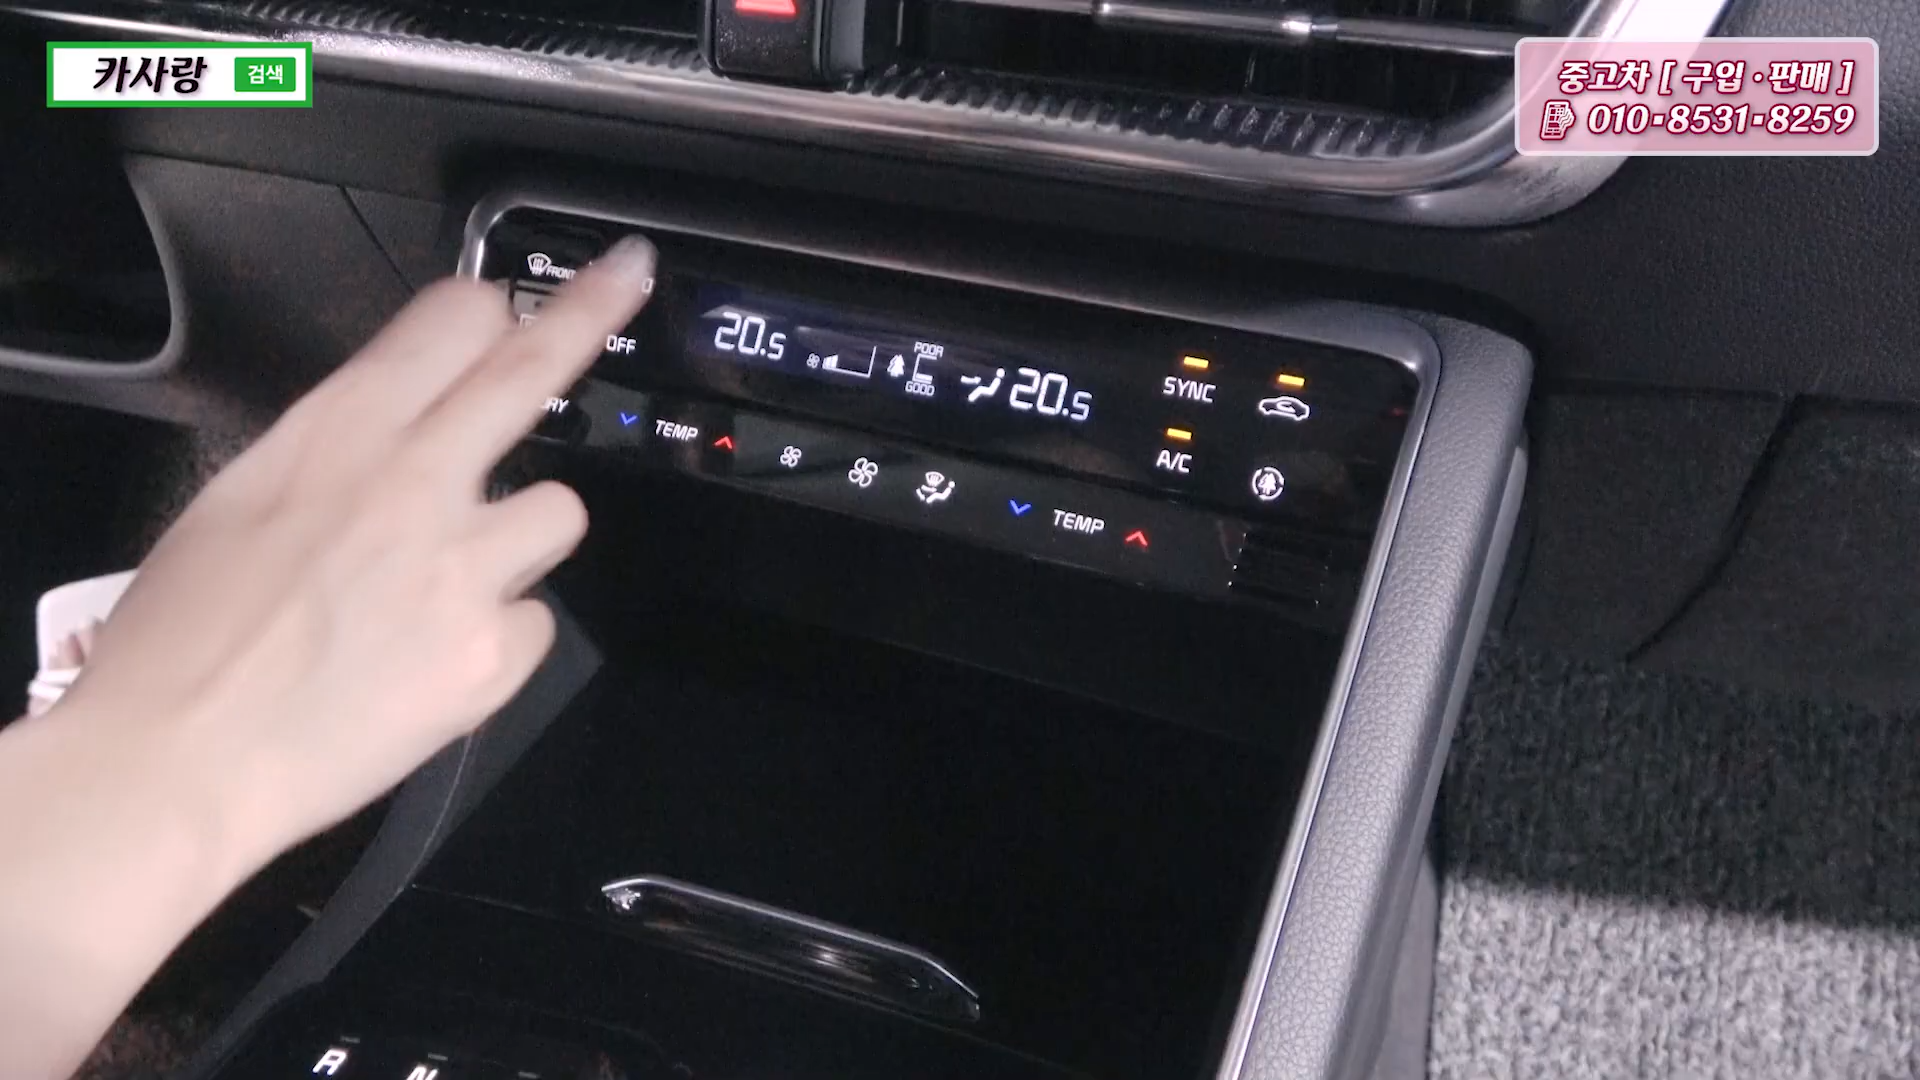 카사랑 검색
중고차 [ 구입 · 판매 ]
010-8531-8259
FRONT
OFF
20.5
POOR
GOOD
20.5
SYNC
TEMP
A/C
TEMP
R
N